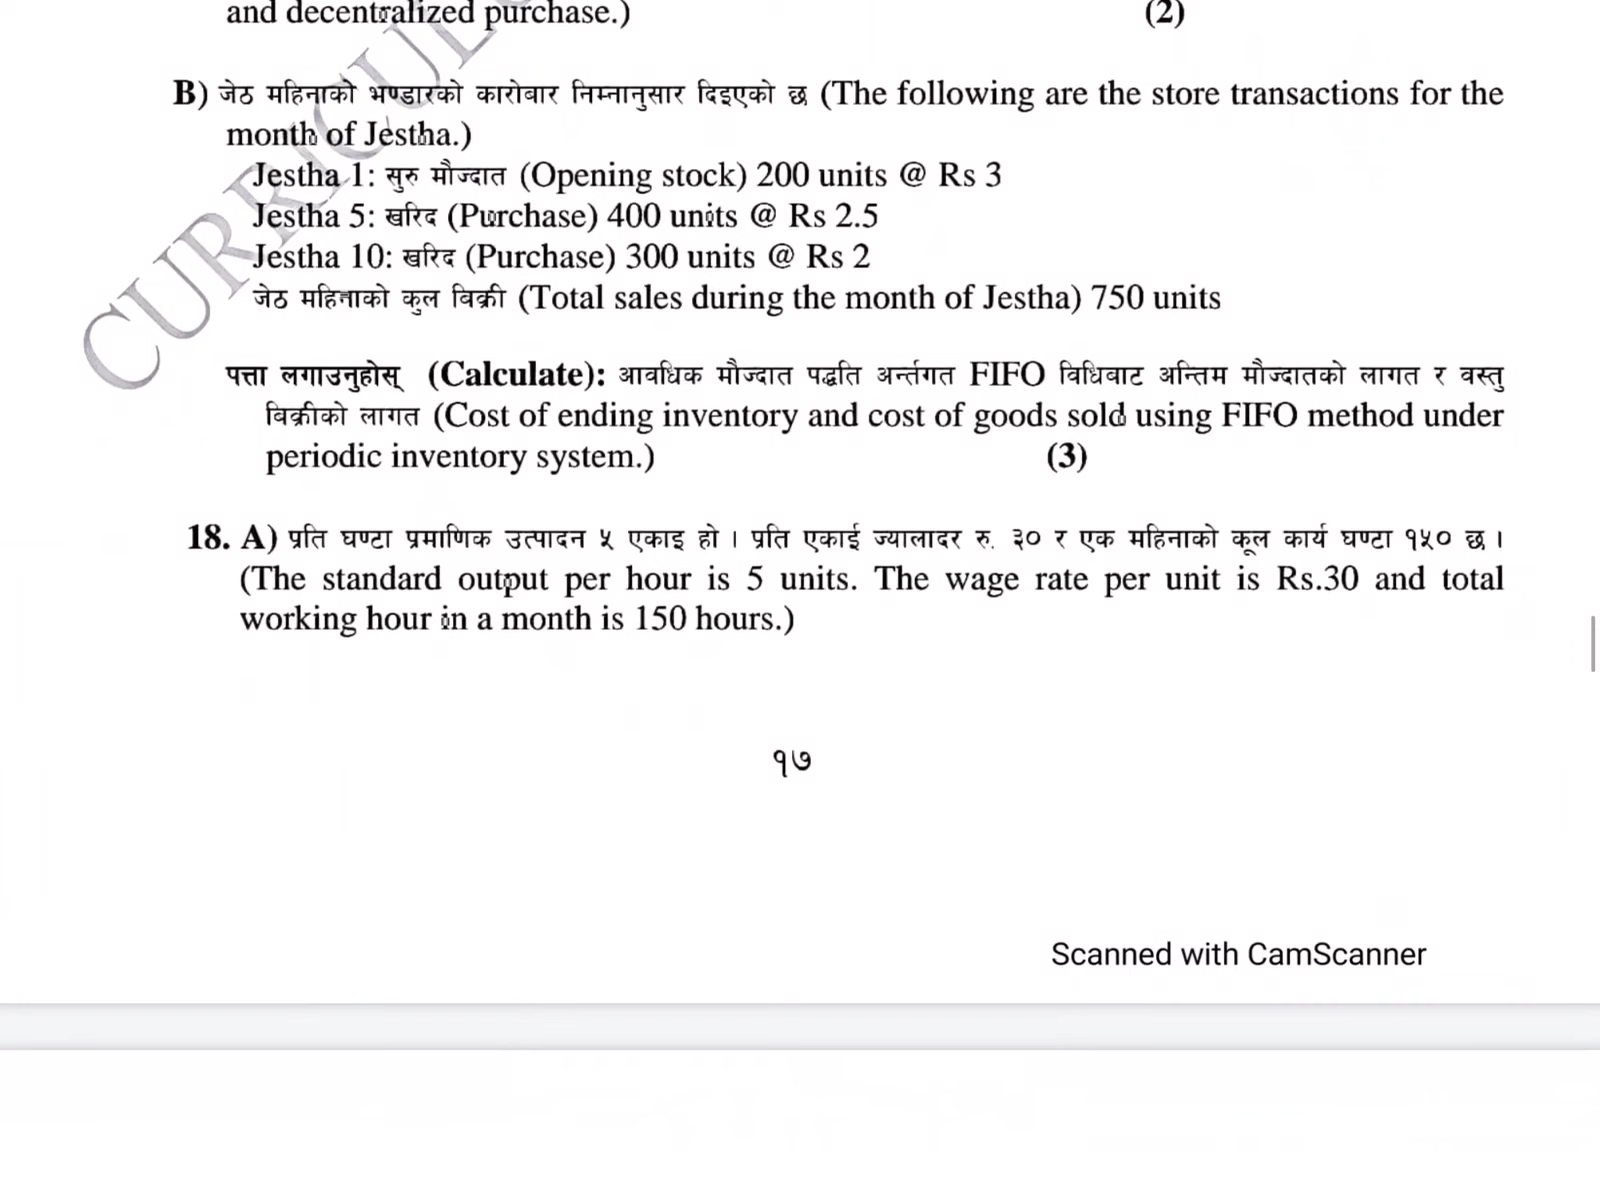 and decentralized purchase.) (2)
B) जेठ महिनाको भण्डारको कारोबार निम्नानुसार दिइएको छ (The following are the store transactions for the
month of Jestha.)
Jestha 1: सुरु मौज्दात (Opening stock) 200 units @ Rs 3
Jestha 5: खरिद (Purchase) 400 units @ Rs 2.5
Jestha 10: खरिद (Purchase) 300 units @ Rs 2
जेठ महिनाको कुल बिक्री (Total sales during the month of Jestha) 750 units
पत्ता लगाउनुहोस् (Calculate): आवधिक मौज्दात पद्धति अर्न्तगत FIFO विधिबाट अन्तिम मौज्दातको लागत र वस्तु
बिक्रीको लागत (Cost of ending inventory and cost of goods sold using FIFO method under
periodic inventory system.) (3)
18. A) प्रति घण्टा प्रमाणिक उत्पादन ५ एकाइ हो । प्रति एकाई ज्यालादर रु. ३० र एक महिनाको कूल कार्य घण्टा १५० छ ।
(The standard output per hour is 5 units. The wage rate per unit is Rs.30 and total
working hour in a month is 150 hours.)
१७
Scanned with CamScanner